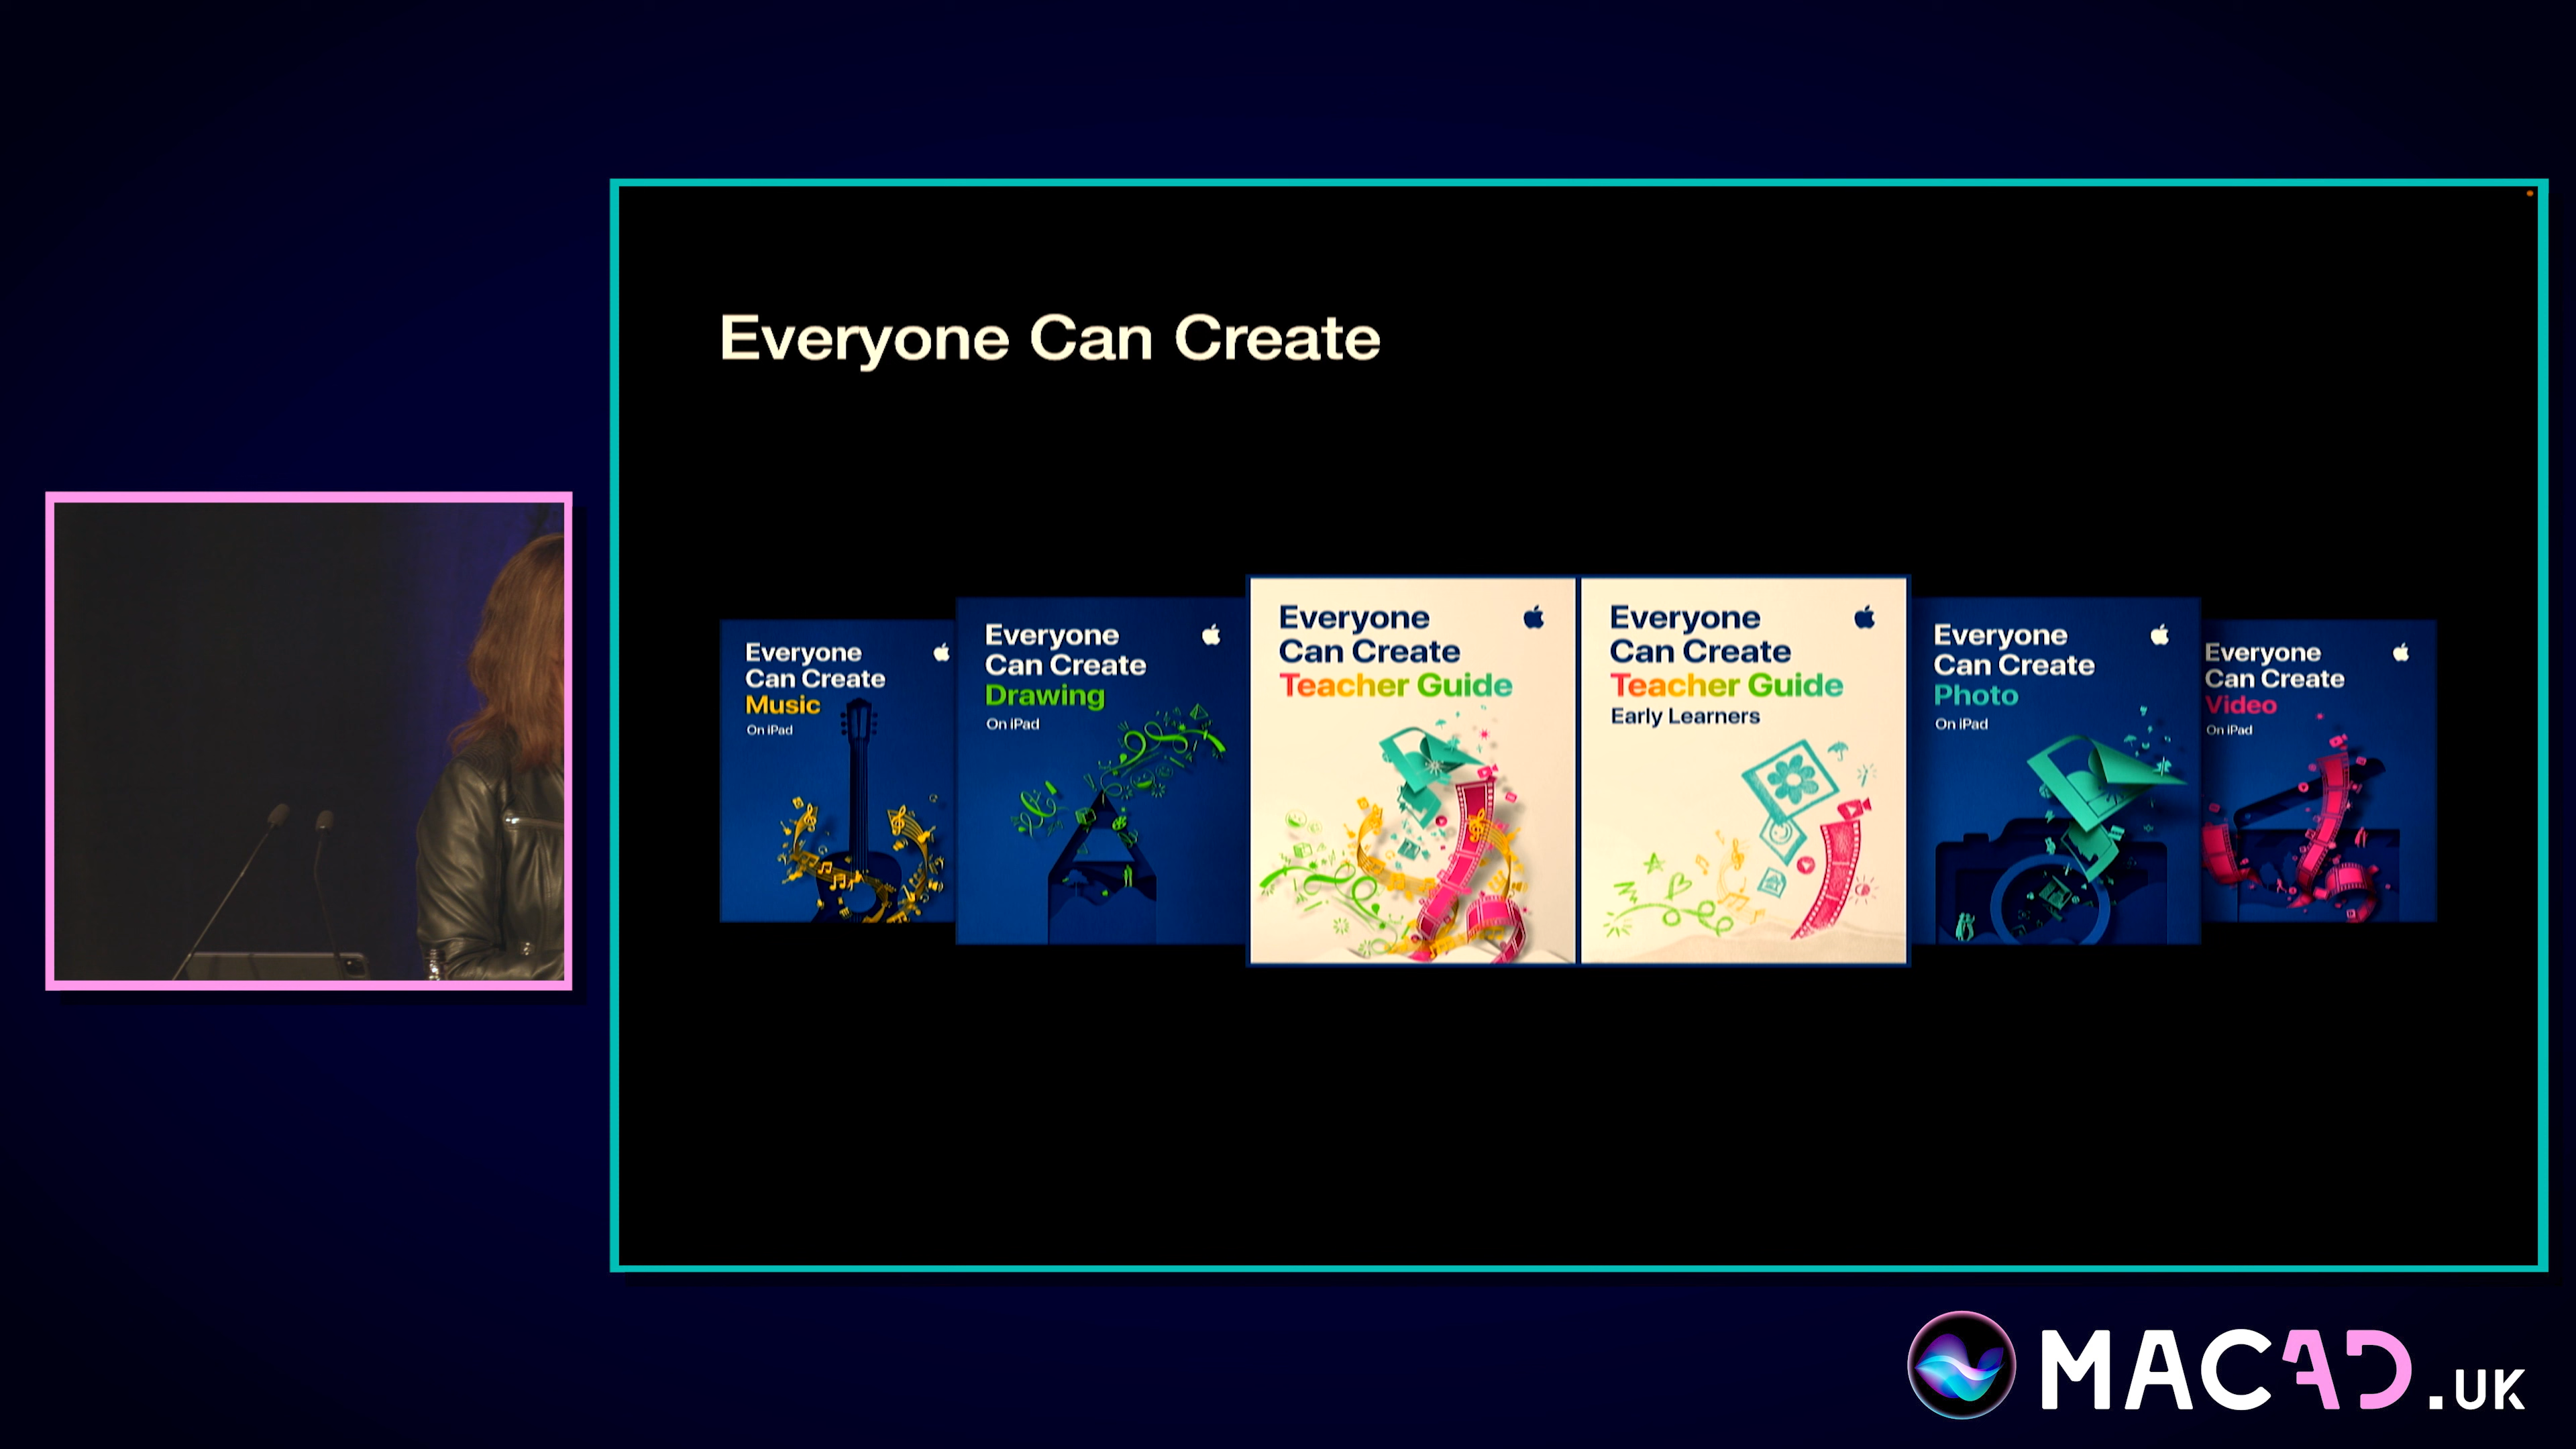 Everyone Can Create
Everyone
Can Create
Music
On iPad
Everyone
Can Create
Drawing
On iPad
Everyone
Can Create
Teacher Guide
Everyone
Can Create
Teacher Guide
Early Learners
Everyone
Can Create
Photo
On iPad
Everyone
Can Create
Video
On iPad
MACAD.UK